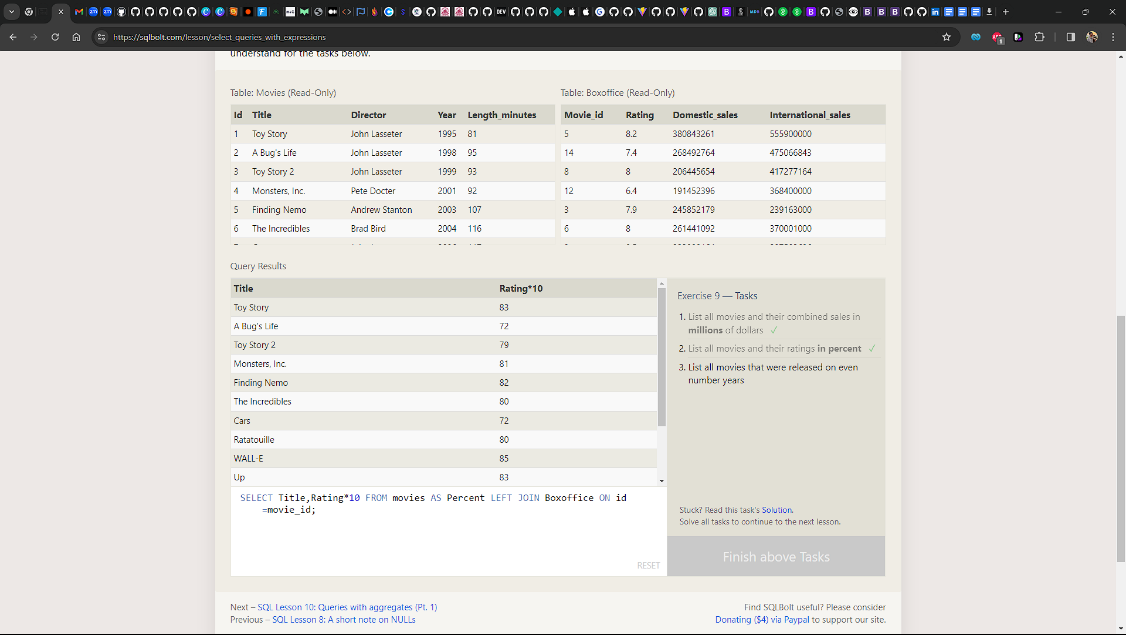 https://sqlbolt.com/lesson/select_queries_with_expressions
understand for the tasks below.
Table: Movies (Read-Only)
Id Title Director Year Length_minutes
1 Toy Story John Lasseter 1995 81
2 A Bug's Life John Lasseter 1998 95
3 Toy Story 2 John Lasseter 1999 93
4 Monsters, Inc. Pete Docter 2001 92
5 Finding Nemo Andrew Stanton 2003 107
6 The Incredibles Brad Bird 2004 116
Table: Boxoffice (Read-Only)
Movie_id Rating Domestic_sales International_sales
5 8.2 380843261 555900000
14 7.4 268492764 475066843
8 8 206445654 417277164
12 6.4 191452396 368400000
3 7.9 245852179 239163000
6 8 261441092 370001000
Query Results
Title Rating*10
Toy Story 83
A Bug's Life 72
Toy Story 2 79
Monsters, Inc. 81
Finding Nemo 82
The Incredibles 80
Cars 72
Ratatouille 80
WALL-E 85
Up 83
SELECT Title,Rating*10 FROM movies AS Percent LEFT JOIN Boxoffice ON id
=movie_id;
RESET
Exercise 9 — Tasks
1. List all movies and their combined sales in
millions of dollars ✓
2. List all movies and their ratings in percent ✓
3. List all movies that were released on even
number years
Stuck? Read this task's Solution.
Solve all tasks to continue to the next lesson.
Finish above Tasks
Next – SQL Lesson 10: Queries with aggregates (Pt. 1)
Previous – SQL Lesson 8: A short note on NULLs
Find SQLBolt useful? Please consider
Donating ($4) via Paypal to support our site.